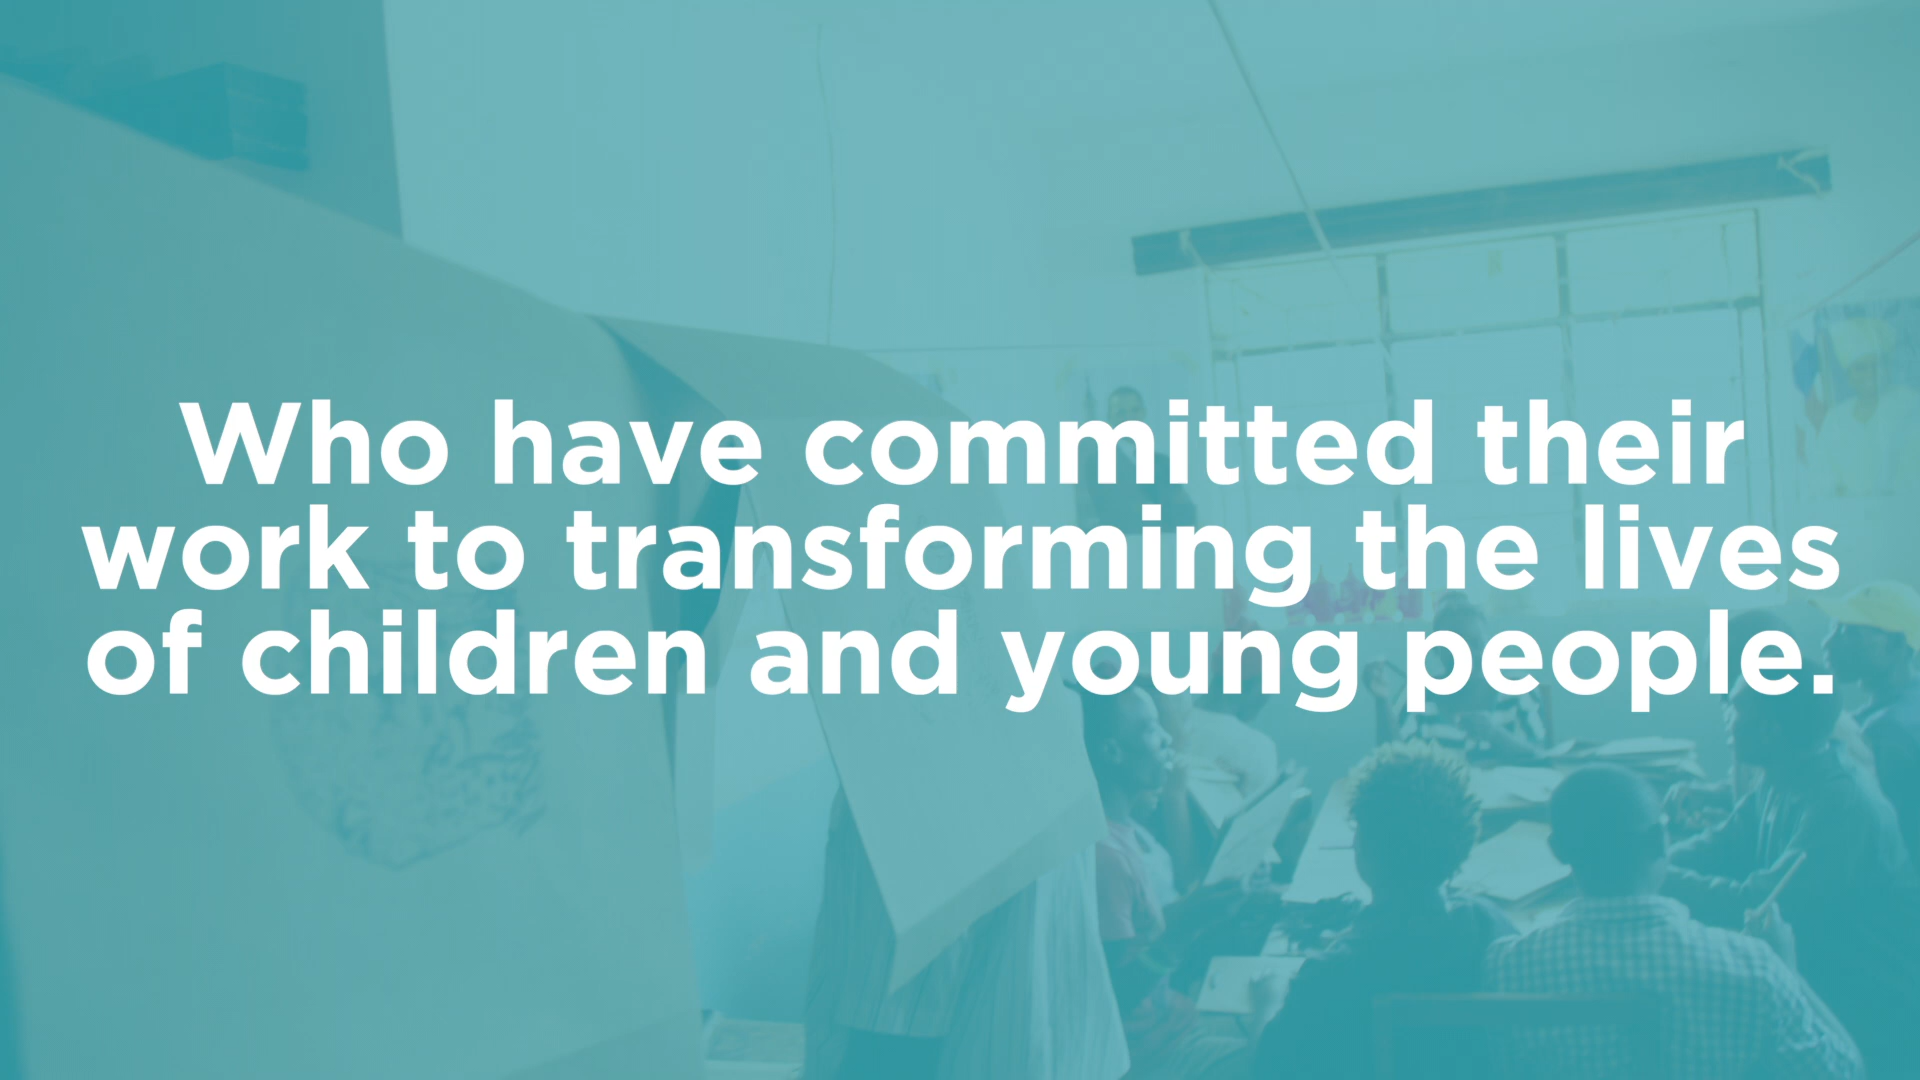 Who have committed their
work to transforming the lives
of children and young people.